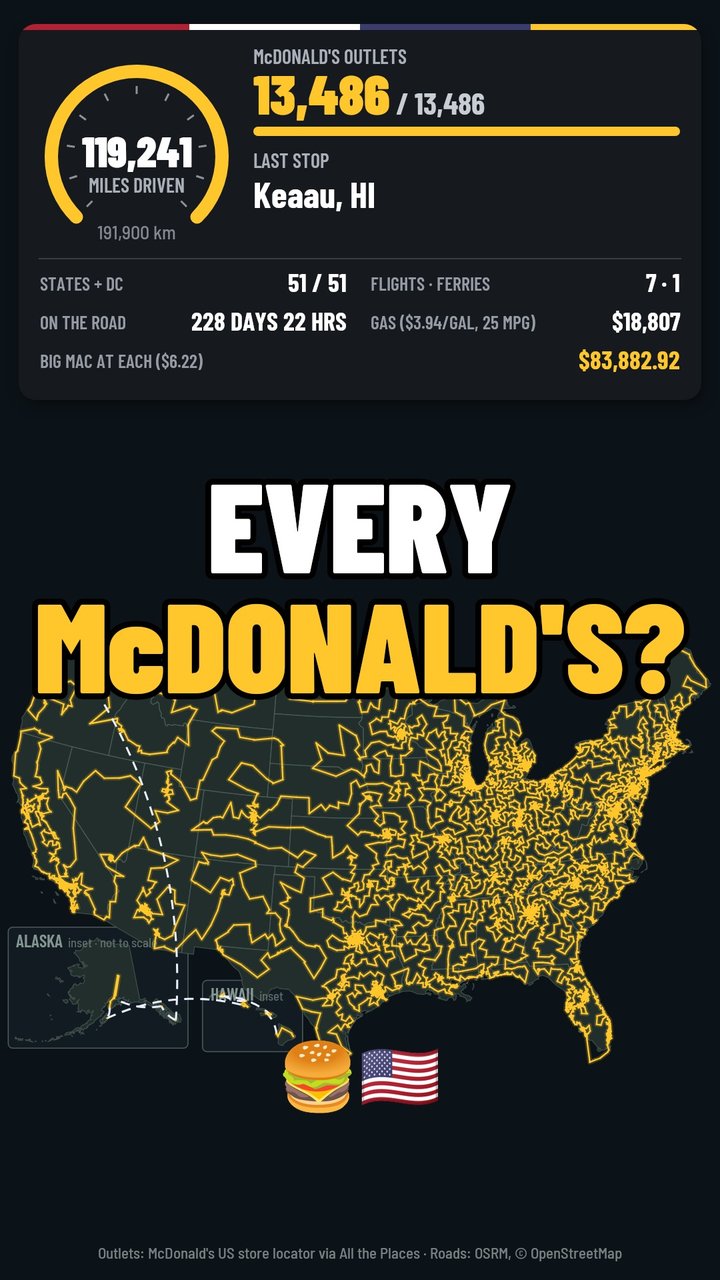 McDONALD'S OUTLETS
13,486 / 13,486
119,241
MILES DRIVEN
191,900 km
LAST STOP
Keaau, HI
STATES + DC 51 / 51 FLIGHTS · FERRIES 7 · 1
ON THE ROAD 228 DAYS 22 HRS GAS ($3.94/GAL, 25 MPG) $18,807
BIG MAC AT EACH ($6.22) $83,882.92
EVERY
McDONALD'S?
ALASKA inset · not to scale
HAWAII inset
Outlets: McDonald's US store locator via All the Places · Roads: OSRM, © OpenStreetMap